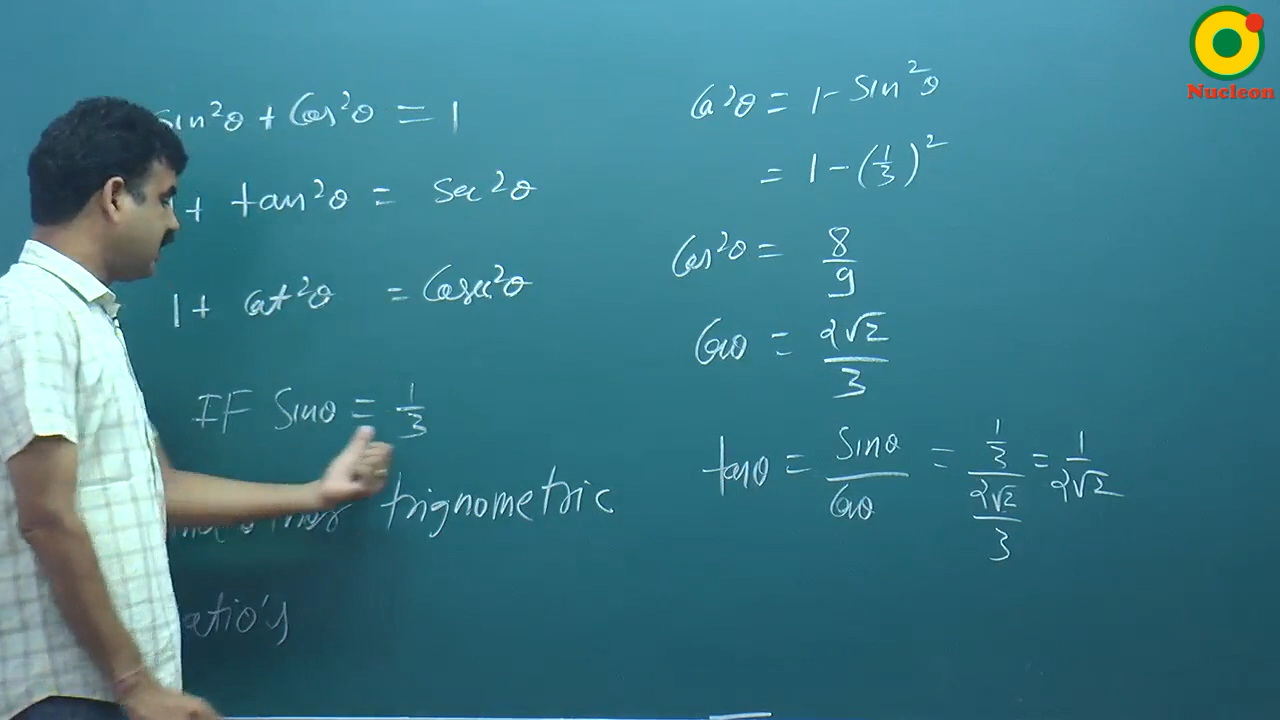 Sin²θ + Cos²θ = 1
+ tan²θ = sec²θ
1 + Cot²θ = Cosec²θ
IF Sinθ = 1/3
trignometric
ratio's
Cos²θ = 1 - Sin²θ
= 1 - (1/3)²
Cos²θ = 8/9
Cosθ = 2√2/3
tanθ = Sinθ/Cosθ = (1/3)/(2√2/3) = 1/2√2
Nucleon